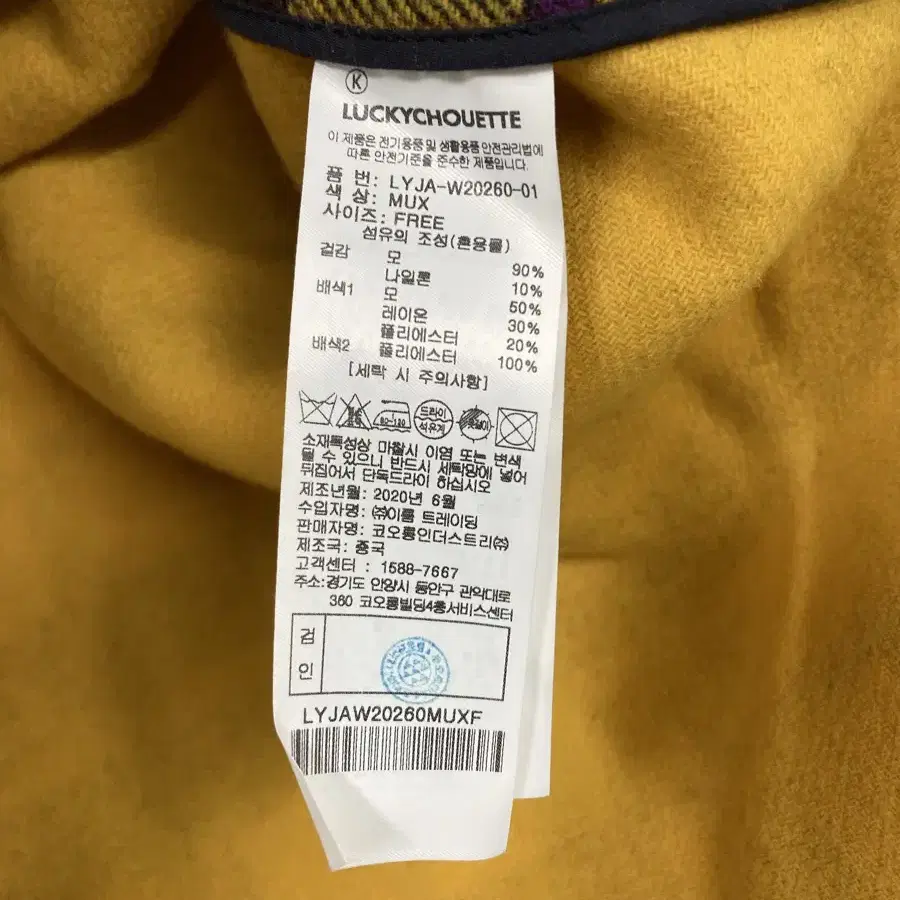 K
LUCKYCHOUETTE
이 제품은 전기용품 및 생활용품 안전관리법에
따른 안전기준을 준수한 제품입니다.
품 번: LYJA-W20260-01
색 상: MUX
사이즈: FREE
섬유의 조성(혼용률)
겉감 모 90%
나일론 10%
배색1 모 50%
레이온 30%
폴리에스터 20%
배색2 폴리에스터 100%
[세탁 시 주의사항]
80~120
드라이
석유계
소재특성상 마찰시 이염 또는 변색
될 수 있으니 반드시 세탁망에 넣어
뒤집어서 단독드라이 하십시오
제조년월: 2020년 6월
수입자명: ㈜이룸 트레이딩
판매자명: 코오롱인더스트리㈜
제조국: 중국
고객센터 : 1588-7667
주소:경기도 안양시 동안구 관악대로
360 코오롱빌딩4층서비스센터
검
인
LYJAW20260MUXF